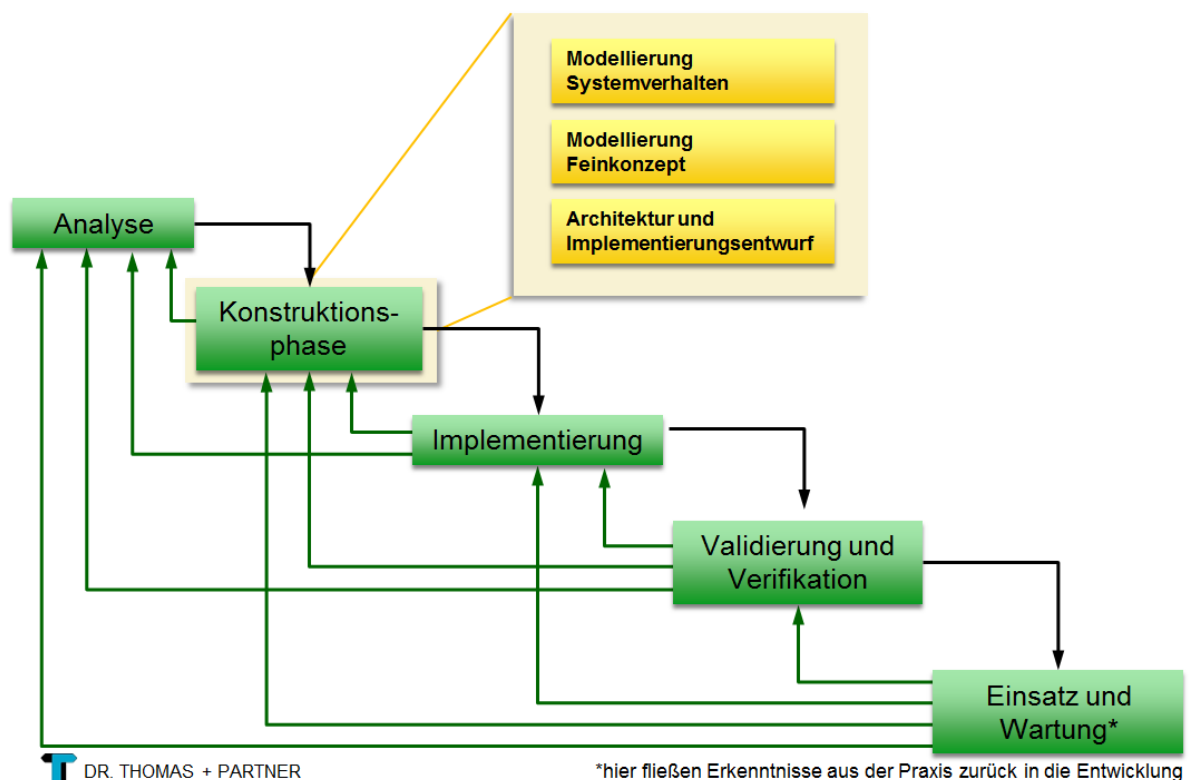 Modellierung
Systemverhalten
Modellierung
Feinkonzept
Architektur und
Implementierungsentwurf
Analyse
Konstruktions-
phase
Implementierung
Validierung und
Verifikation
Einsatz und
Wartung*
DR. THOMAS + PARTNER
*hier fließen Erkenntnisse aus der Praxis zurück in die Entwicklung